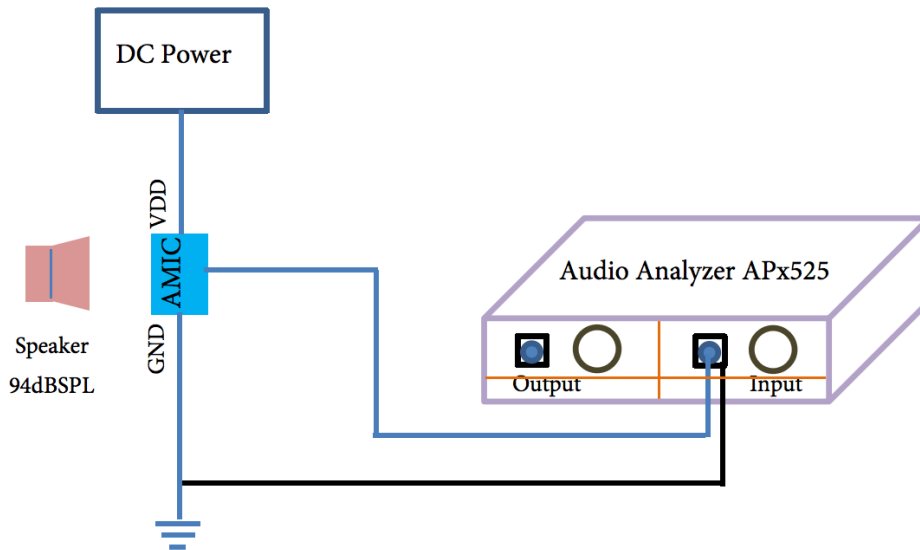 DC Power
VDD
AMIC
GND
Speaker
94dBSPL
Audio Analyzer APx525
Output
Input